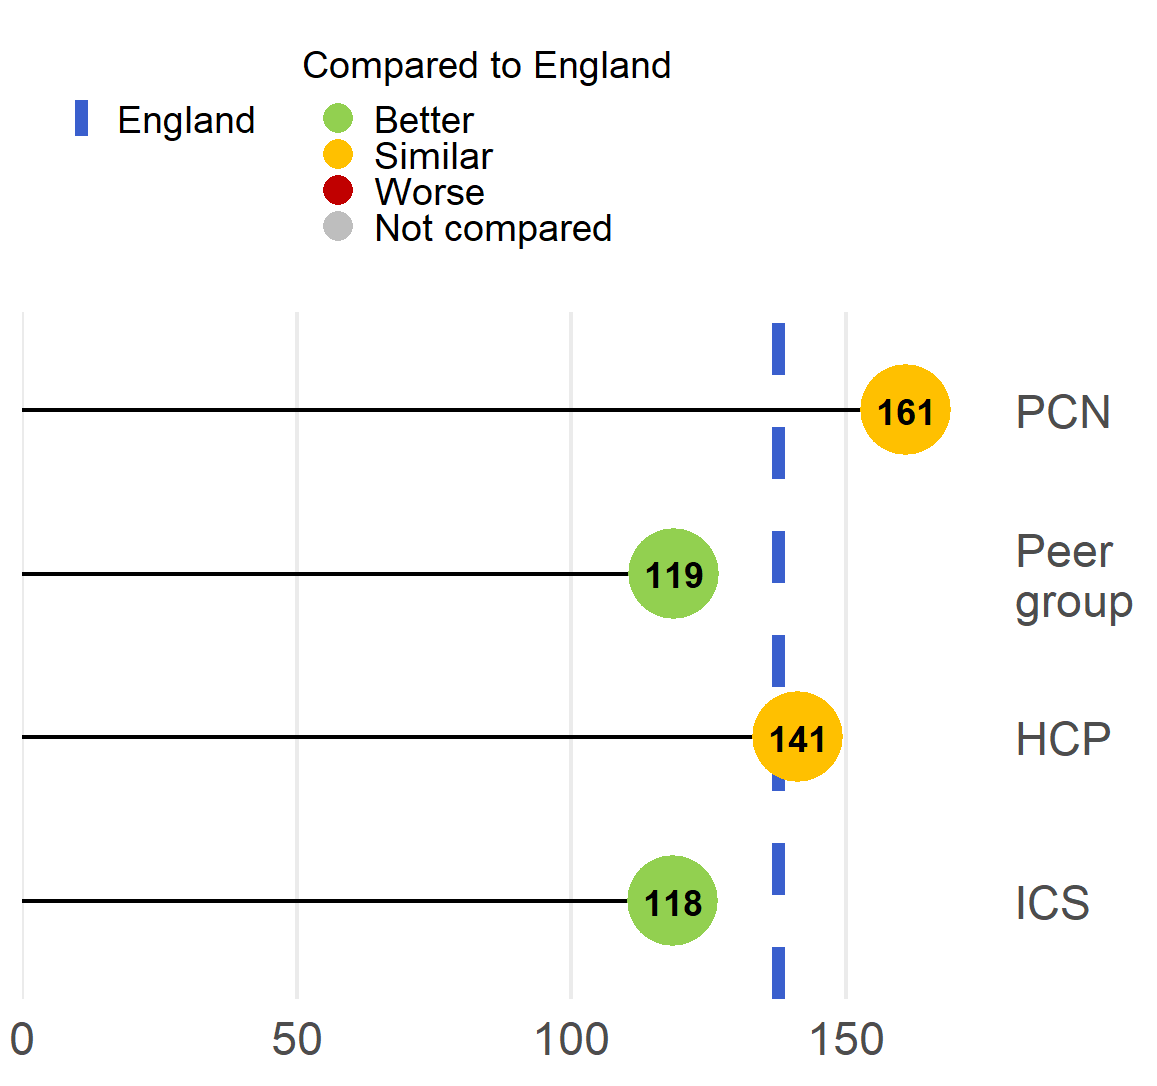 Compared to England
England
Better
Similar
Worse
Not compared
161
PCN
119
Peer
group
141
HCP
118
ICS
0
50
100
150